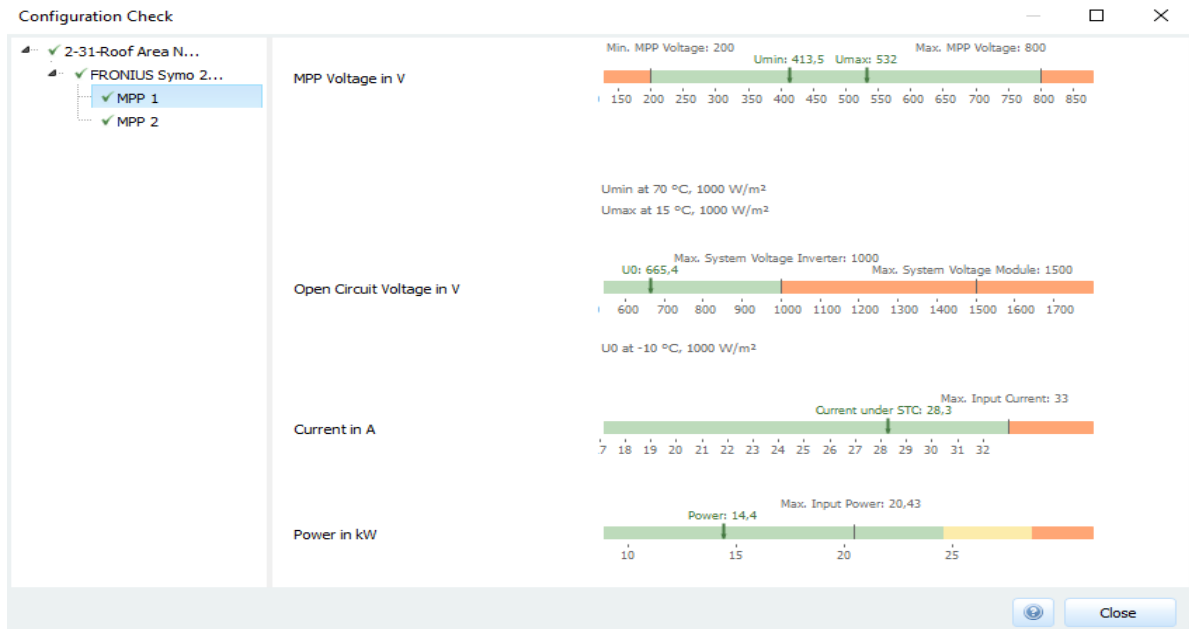 Configuration Check
2-31-Roof Area N...
FRONIUS Symo 2...
MPP 1
MPP 2
MPP Voltage in V
Min. MPP Voltage: 200
Max. MPP Voltage: 800
Umin: 413,5 Umax: 532
150 200 250 300 350 400 450 500 550 600 650 700 750 800 850
Umin at 70 °C, 1000 W/m²
Umax at 15 °C, 1000 W/m²
Open Circuit Voltage in V
Max. System Voltage Inverter: 1000
U0: 665,4
Max. System Voltage Module: 1500
600 700 800 900 1000 1100 1200 1300 1400 1500 1600 1700
U0 at -10 °C, 1000 W/m²
Current in A
Max. Input Current: 33
Current under STC: 28,3
7 18 19 20 21 22 23 24 25 26 27 28 29 30 31 32
Power in kW
Max. Input Power: 20,43
Power: 14,4
10 15 20 25
Close